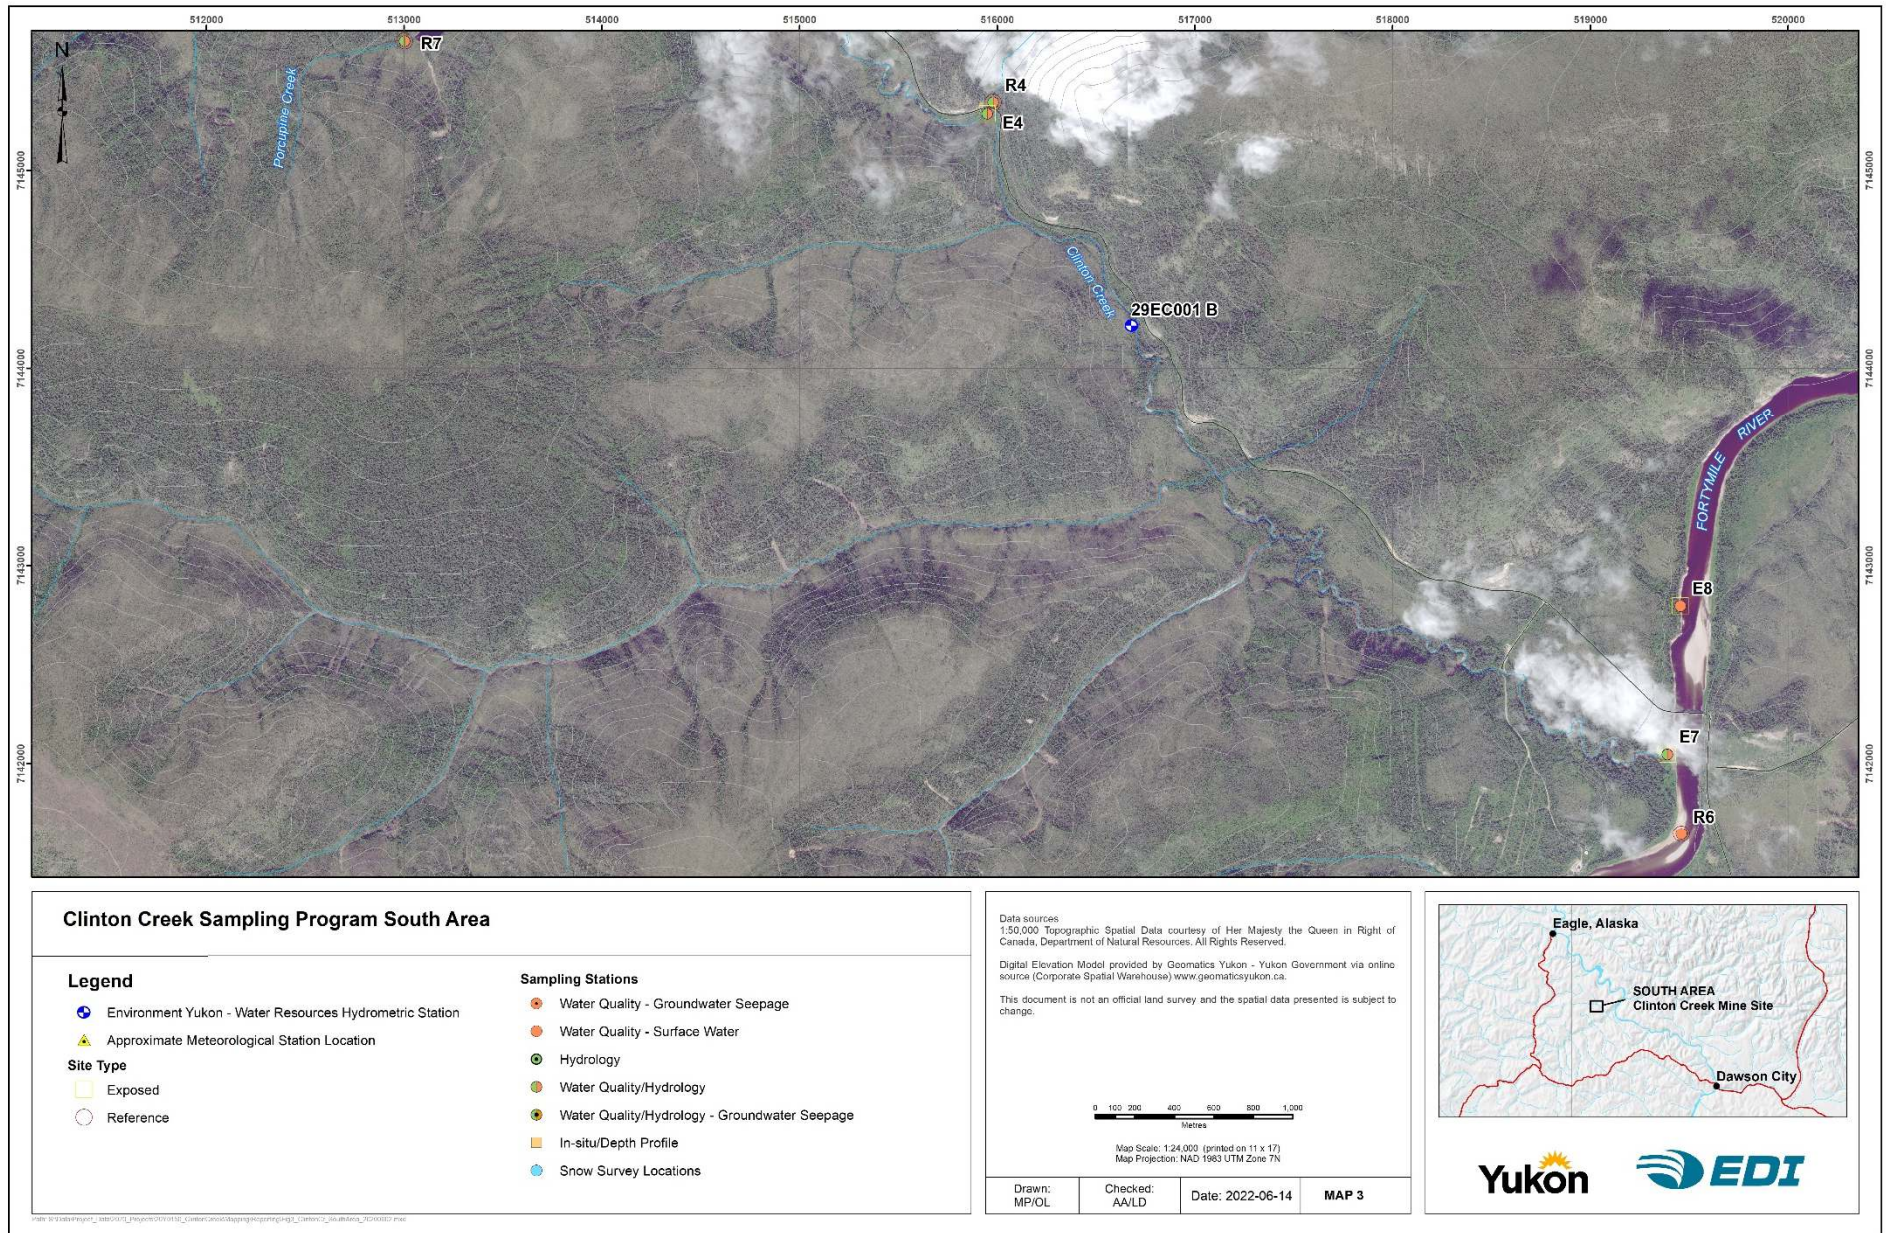 512000 513000 514000 515000 516000 517000 518000 519000 520000
N
R7
R4
E4
Porcupine Creek
7145000
7145000
Clinton Creek
29EC001 B
7144000
7144000
FORTYMILE RIVER
7143000
7143000
E8
E7
7142000
7142000
R6
Clinton Creek Sampling Program South Area
Legend
Environment Yukon - Water Resources Hydrometric Station
Approximate Meteorological Station Location
Site Type
Exposed
Reference
Sampling Stations
Water Quality - Groundwater Seepage
Water Quality - Surface Water
Hydrology
Water Quality/Hydrology
Water Quality/Hydrology - Groundwater Seepage
In-situ/Depth Profile
Snow Survey Locations
Data sources
1:50,000 Topographic Spatial Data courtesy of Her Majesty the Queen in Right of
Canada, Department of Natural Resources. All Rights Reserved.
Digital Elevation Model provided by Geomatics Yukon - Yukon Government via online
source (Corporate Spatial Warehouse) www.geomaticsyukon.ca.
This document is not an official land survey and the spatial data presented is subject to
change.
0 100 200 400 600 800 1,000
Metres
Map Scale: 1:24,000 (printed on 11 x 17)
Map Projection: NAD 1983 UTM Zone 7N
Drawn:
MP/OL
Checked:
AA/LD
Date: 2022-06-14
MAP 3
Eagle, Alaska
SOUTH AREA
Clinton Creek Mine Site
Dawson City
Yukon
EDI